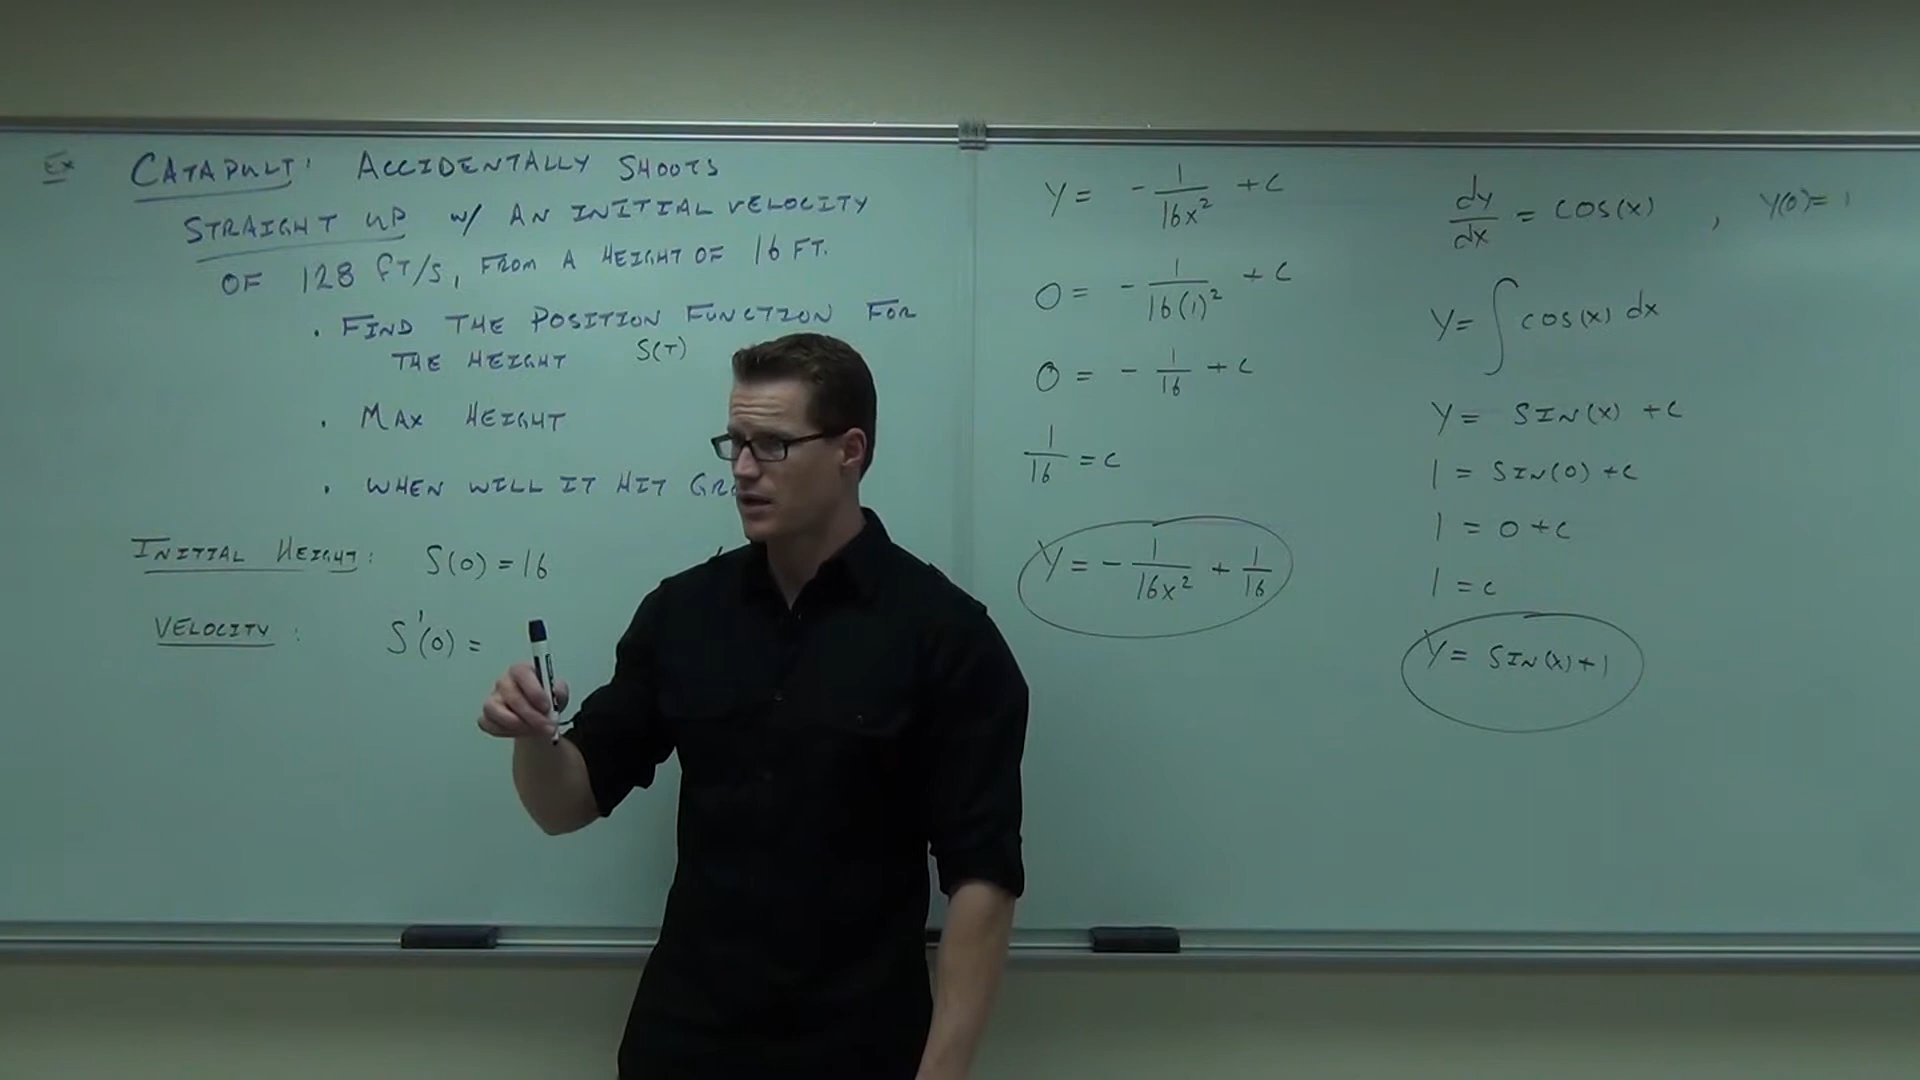 Ex CATAPULT: ACCIDENTALLY SHOOTS
STRAIGHT UP W/ AN INITIAL VELOCITY
OF 128 FT/S, FROM A HEIGHT OF 16 FT.
• FIND THE POSITION FUNCTION FOR
THE HEIGHT S(T)
• MAX HEIGHT
• WHEN WILL IT HIT
INITIAL HEIGHT: S(0) = 16
VELOCITY: S'(0) =
Y = -1/16x² + C
0 = -1/16(1)² + C
0 = -1/16 + C
1/16 = C
Y = -1/16x² + 1/16
dy/dx = COS(X), Y(0) = 1
Y = ∫ COS(X) dx
Y = SIN(X) + C
1 = SIN(0) + C
1 = 0 + C
1 = C
Y = SIN(X) + 1